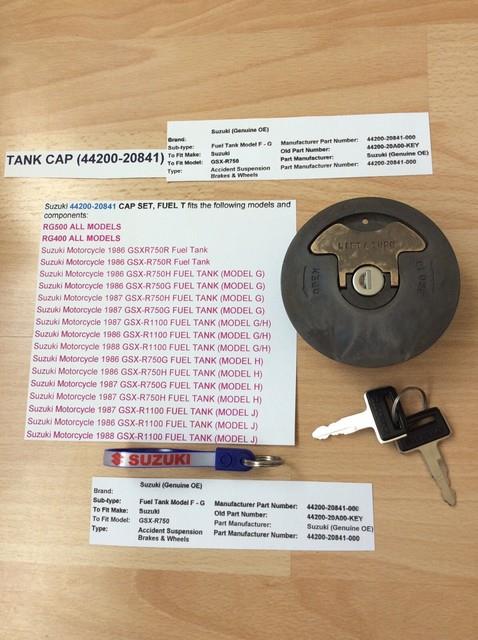 TANK CAP (44200-20841)
Brand: Suzuki (Genuine OE)
Sub-type: Fuel Tank Model F - G Manufacturer Part Number: 44200-20841-000
To Fit Make: Suzuki Old Part Number: 44200-20A00-KEY
To Fit Model: GSX-R750 Part Manufacturer: Suzuki (Genuine OE)
Type: Accident Suspension Manufacturer Part Number: 44200-20841-000
Brakes & Wheels
Suzuki 44200-20841 CAP SET, FUEL T fits the following models and
components:
RG500 ALL MODELS
RG400 ALL MODELS
Suzuki Motorcycle 1986 GSXR750R Fuel Tank
Suzuki Motorcycle 1986 GSXR750R Fuel Tank
Suzuki Motorcycle 1986 GSX-R750H FUEL TANK (MODEL G)
Suzuki Motorcycle 1986 GSX-R750G FUEL TANK (MODEL G)
Suzuki Motorcycle 1987 GSX-R750H FUEL TANK (MODEL G)
Suzuki Motorcycle 1987 GSX-R750G FUEL TANK (MODEL G)
Suzuki Motorcycle 1987 GSX-R1100 FUEL TANK (MODEL G/H)
Suzuki Motorcycle 1986 GSX-R1100 FUEL TANK (MODEL G/H)
Suzuki Motorcycle 1988 GSX-R1100 FUEL TANK (MODEL G/H)
Suzuki Motorcycle 1986 GSX-R750G FUEL TANK (MODEL H)
Suzuki Motorcycle 1986 GSX-R750H FUEL TANK (MODEL H)
Suzuki Motorcycle 1987 GSX-R750G FUEL TANK (MODEL H)
Suzuki Motorcycle 1987 GSX-R750H FUEL TANK (MODEL H)
Suzuki Motorcycle 1987 GSX-R1100 FUEL TANK (MODEL J)
Suzuki Motorcycle 1986 GSX-R1100 FUEL TANK (MODEL J)
Suzuki Motorcycle 1988 GSX-R1100 FUEL TANK (MODEL J)
LIFT & TURN
OPEN
CLOSE
SUZUKI
Brand: Suzuki (Genuine OE)
Sub-type: Fuel Tank Model F - G Manufacturer Part Number: 44200-20841-000
To Fit Make: Suzuki Old Part Number: 44200-20A00-KEY
To Fit Model: GSX-R750 Part Manufacturer: Suzuki (Genuine OE)
Type: Accident Suspension Part Manufacturer Number: 44200-20841-000
Brakes & Wheels